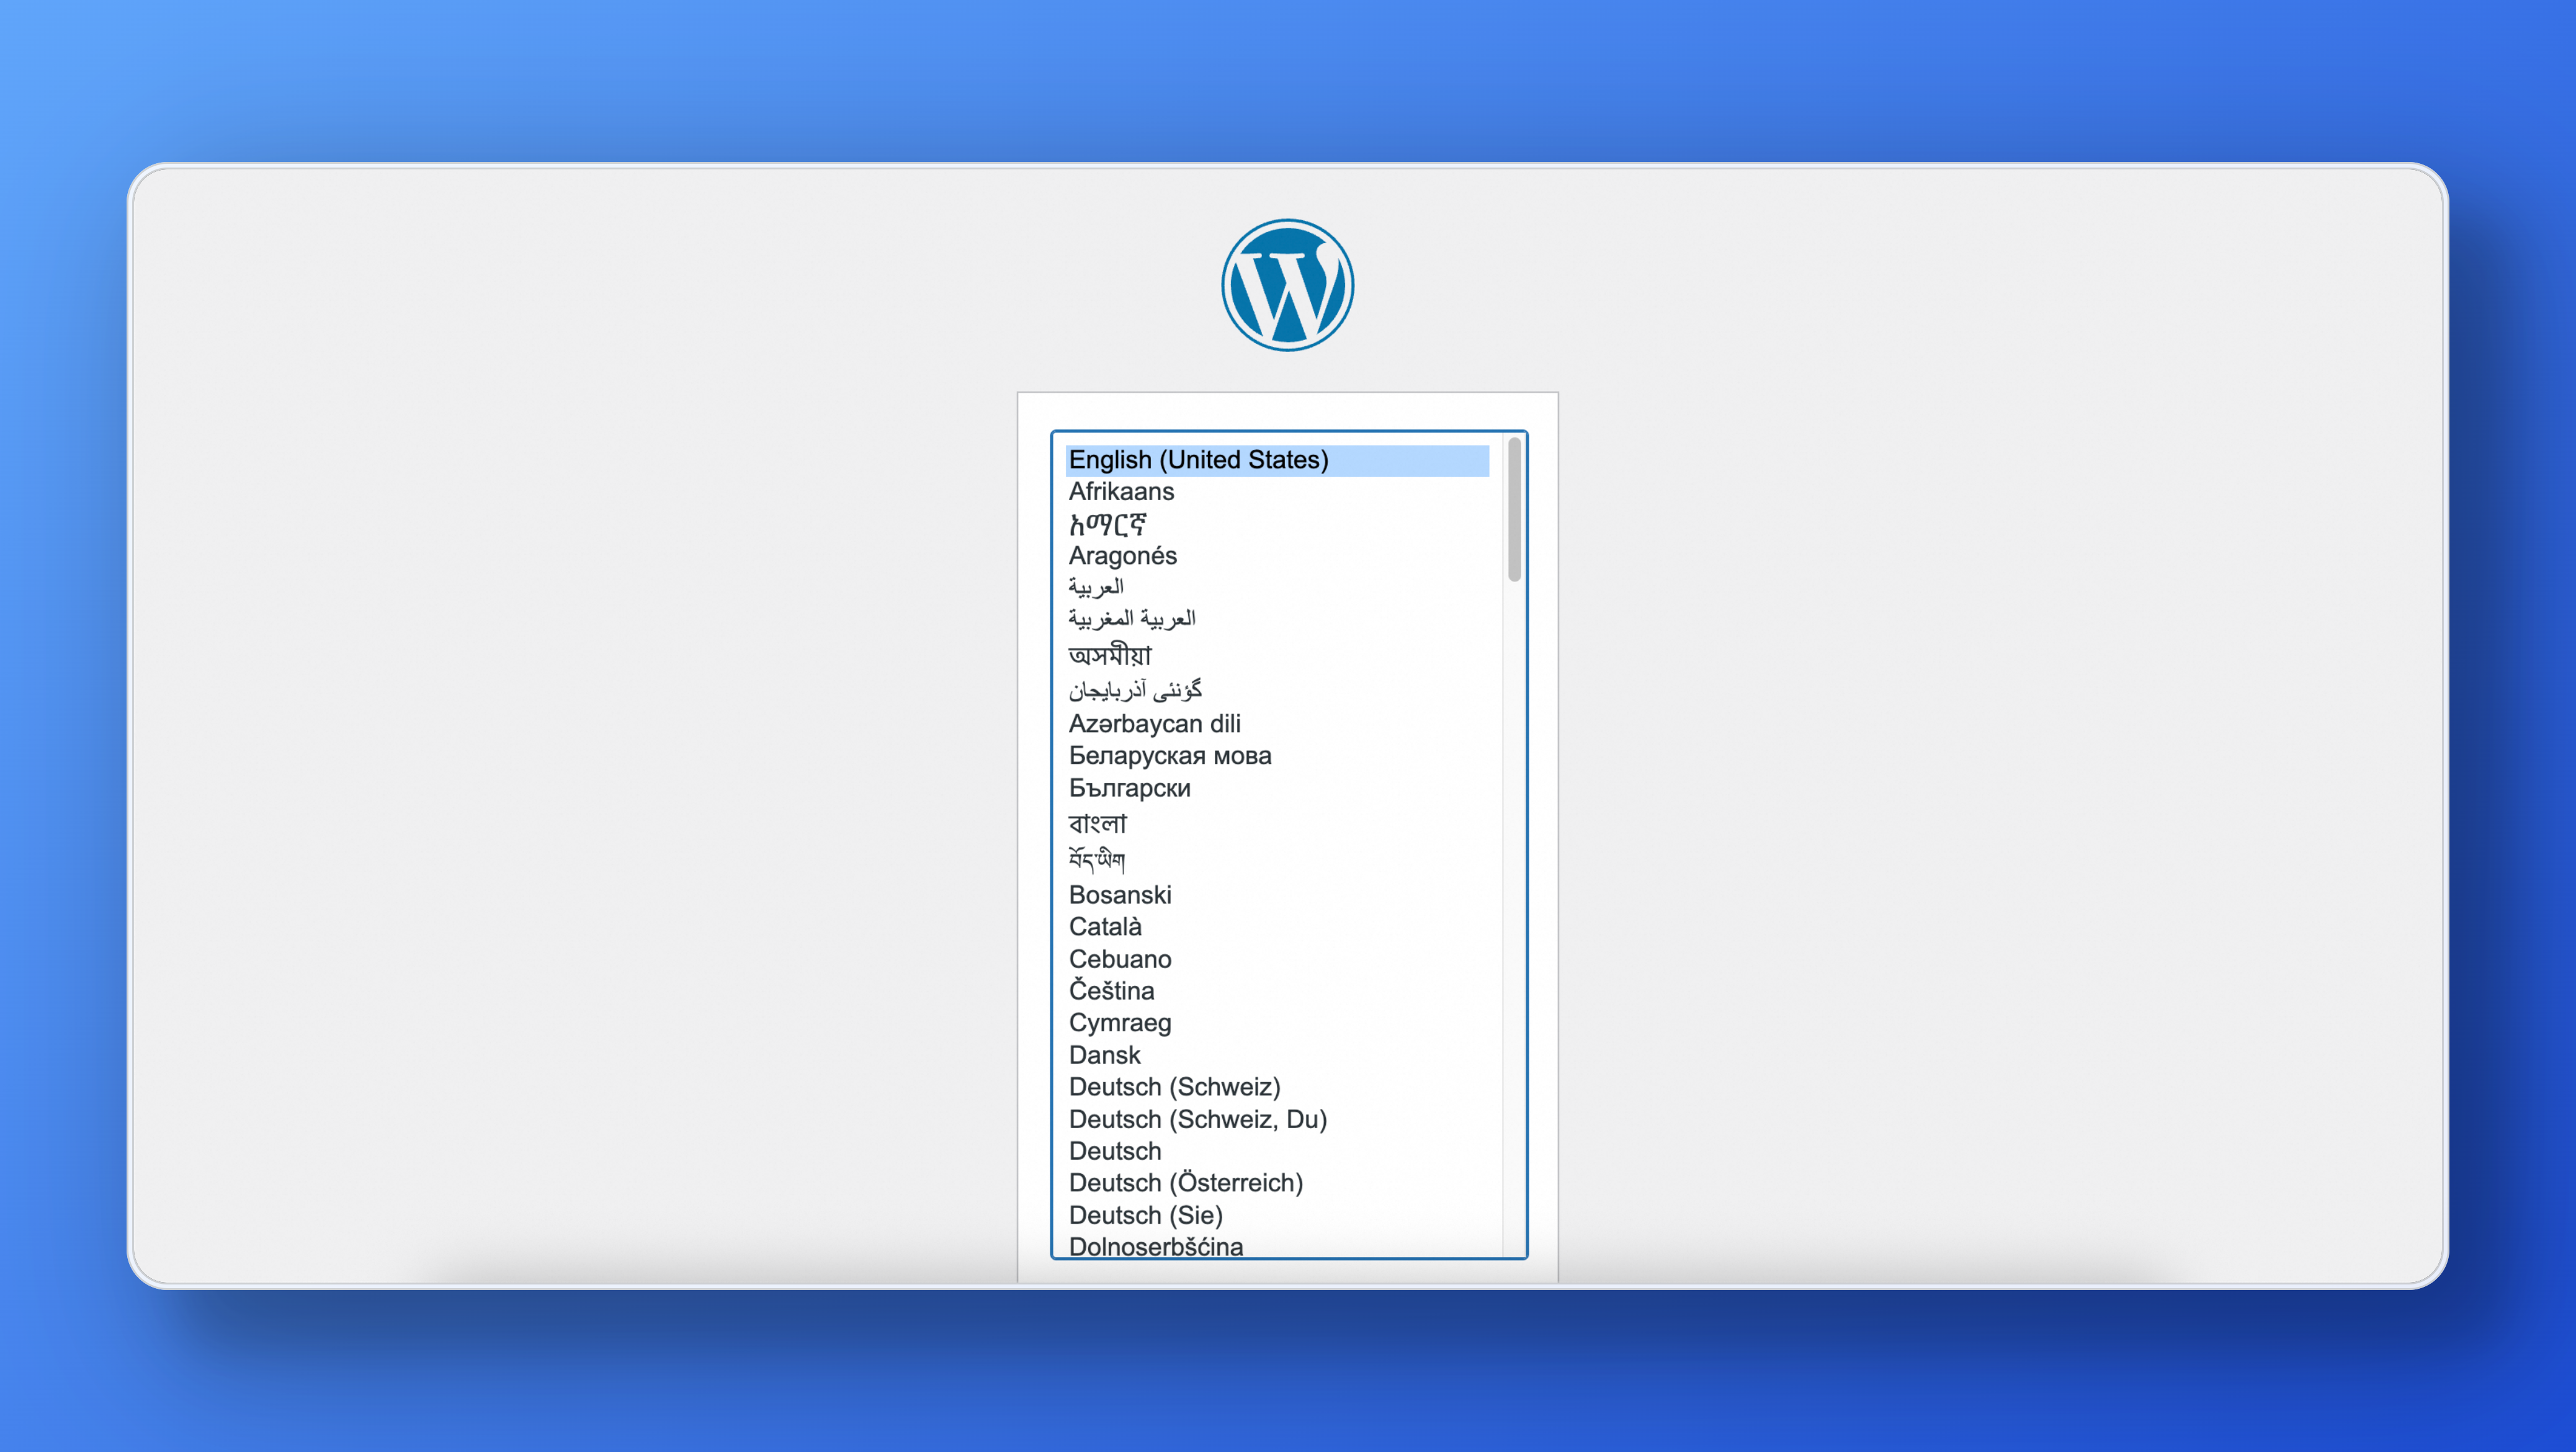 English (United States)
Afrikaans
አማርኛ
Aragonés
العربية
العربية المغربية
অসমীয়া
گؤنئی آذربایجان
Azərbaycan dili
Беларуская мова
Български
বাংলা
བོད་ཡིག
Bosanski
Català
Cebuano
Čeština
Cymraeg
Dansk
Deutsch (Schweiz)
Deutsch (Schweiz, Du)
Deutsch
Deutsch (Österreich)
Deutsch (Sie)
Dolnoserbšćina